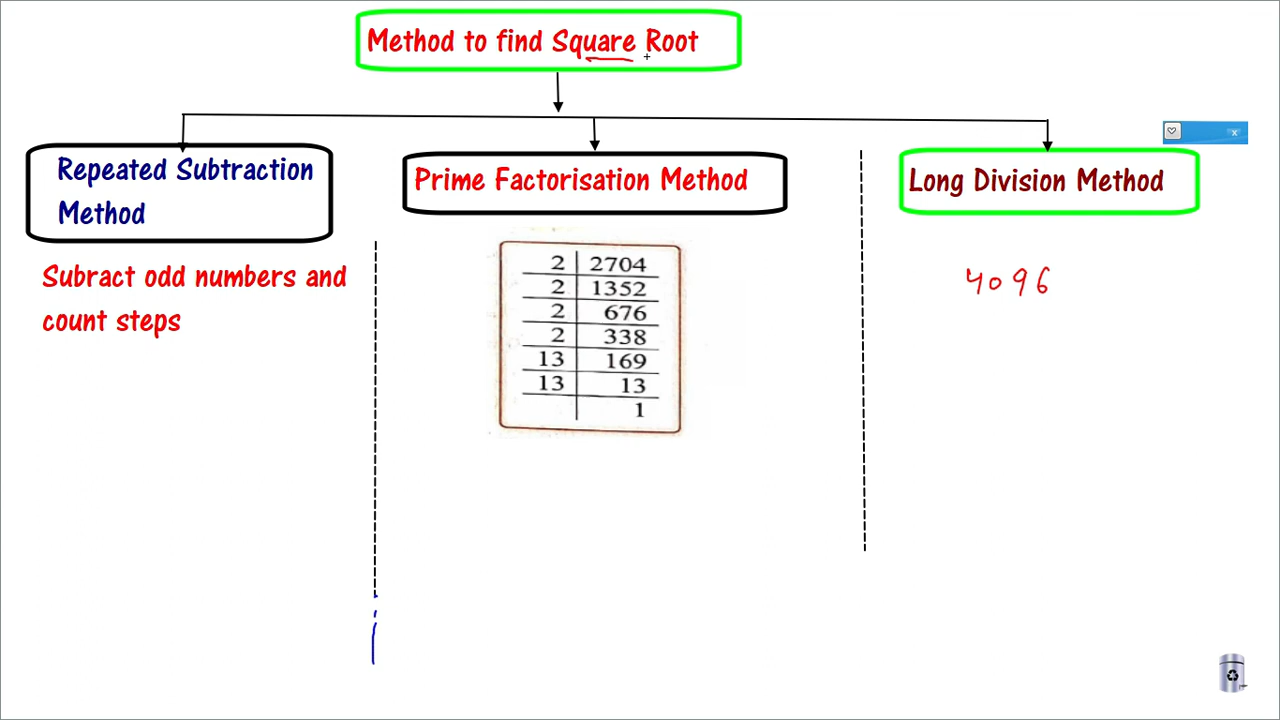 Method to find Square Root
Repeated Subtraction
Method
Prime Factorisation Method
Long Division Method
Subract odd numbers and
count steps
2 2704
2 1352
2 676
2 338
13 169
13 13
1
4096